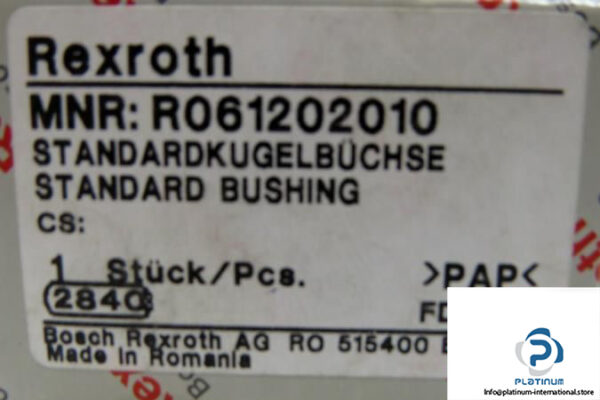 Rexroth
MNR: R061202010
STANDARDKUGELBÜCHSE
STANDARD BUSHING
CS:
1 Stück/Pcs. >PAP<
2840 FD
Bosch Rexroth AG RO 515400
Made in Romania
PLATINUM
Info@platinum-international.store